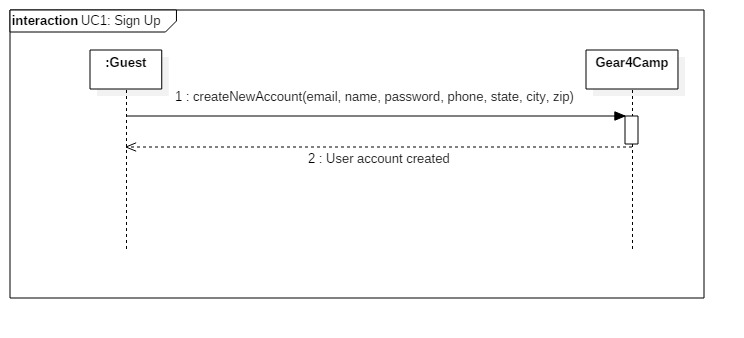 interaction UC1: Sign Up
:Guest
Gear4Camp
1 : createNewAccount(email, name, password, phone, state, city, zip)
2 : User account created